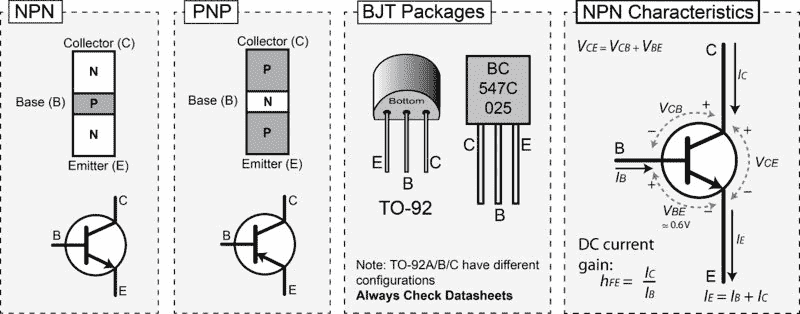 NPN
Collector (C)
N
Base (B)
P
N
Emitter (E)
C
B
E
PNP
Collector (C)
P
Base (B)
N
P
Emitter (E)
C
B
E
BJT Packages
Bottom
E
B
C
TO-92
BC
547C
025
C
B
E
Note: TO-92A/B/C have different
configurations
Always Check Datasheets
NPN Characteristics
VCE = VCB + VBE
C
IC
VCB
+
−
B
IB
+
−
VCE
+
−
VBE
≃ 0.6V
IE
E
DC current
gain:
hFE = IC
IB
IE = IB + IC